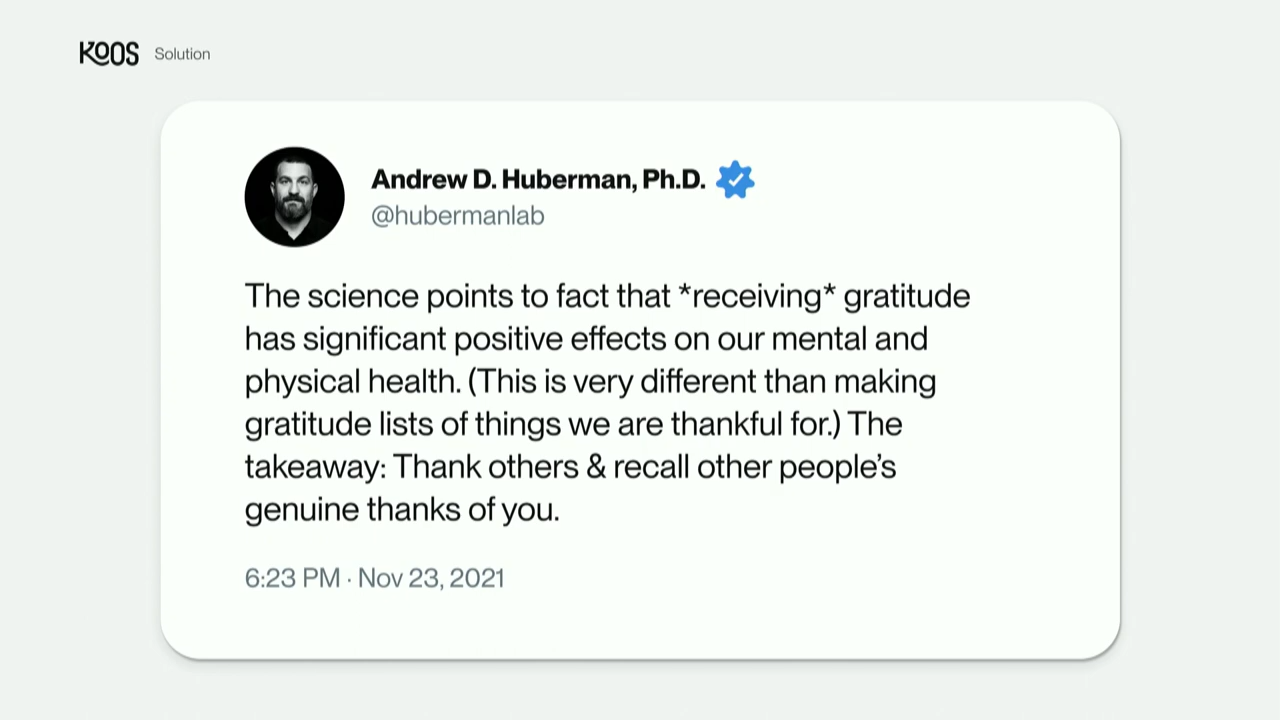 KOOS Solution
Andrew D. Huberman, Ph.D.
@hubermanlab
The science points to fact that *receiving* gratitude
has significant positive effects on our mental and
physical health. (This is very different than making
gratitude lists of things we are thankful for.) The
takeaway: Thank others & recall other people’s
genuine thanks of you.
6:23 PM · Nov 23, 2021